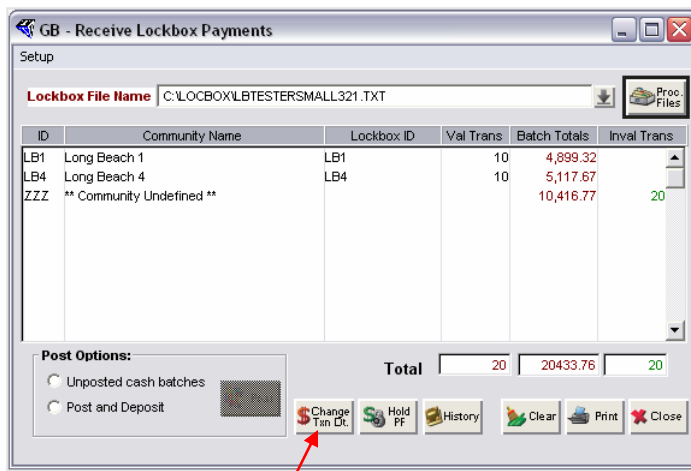 GB - Receive Lockbox Payments
Setup
Lockbox File Name C:\LOCBOX\LBTESTERSMALL321.TXT Proc. Files
ID Community Name Lockbox ID Val Trans Batch Totals Inval Trans
LB1 Long Beach 1 LB1 10 4,899.32
LB4 Long Beach 4 LB4 10 5,117.67
ZZZ ** Community Undefined ** 10,416.77 20
Post Options:
Total 20 20433.76 20
Unposted cash batches
Post
Post and Deposit
Change Txn Dt. Hold PF History Clear Print Close